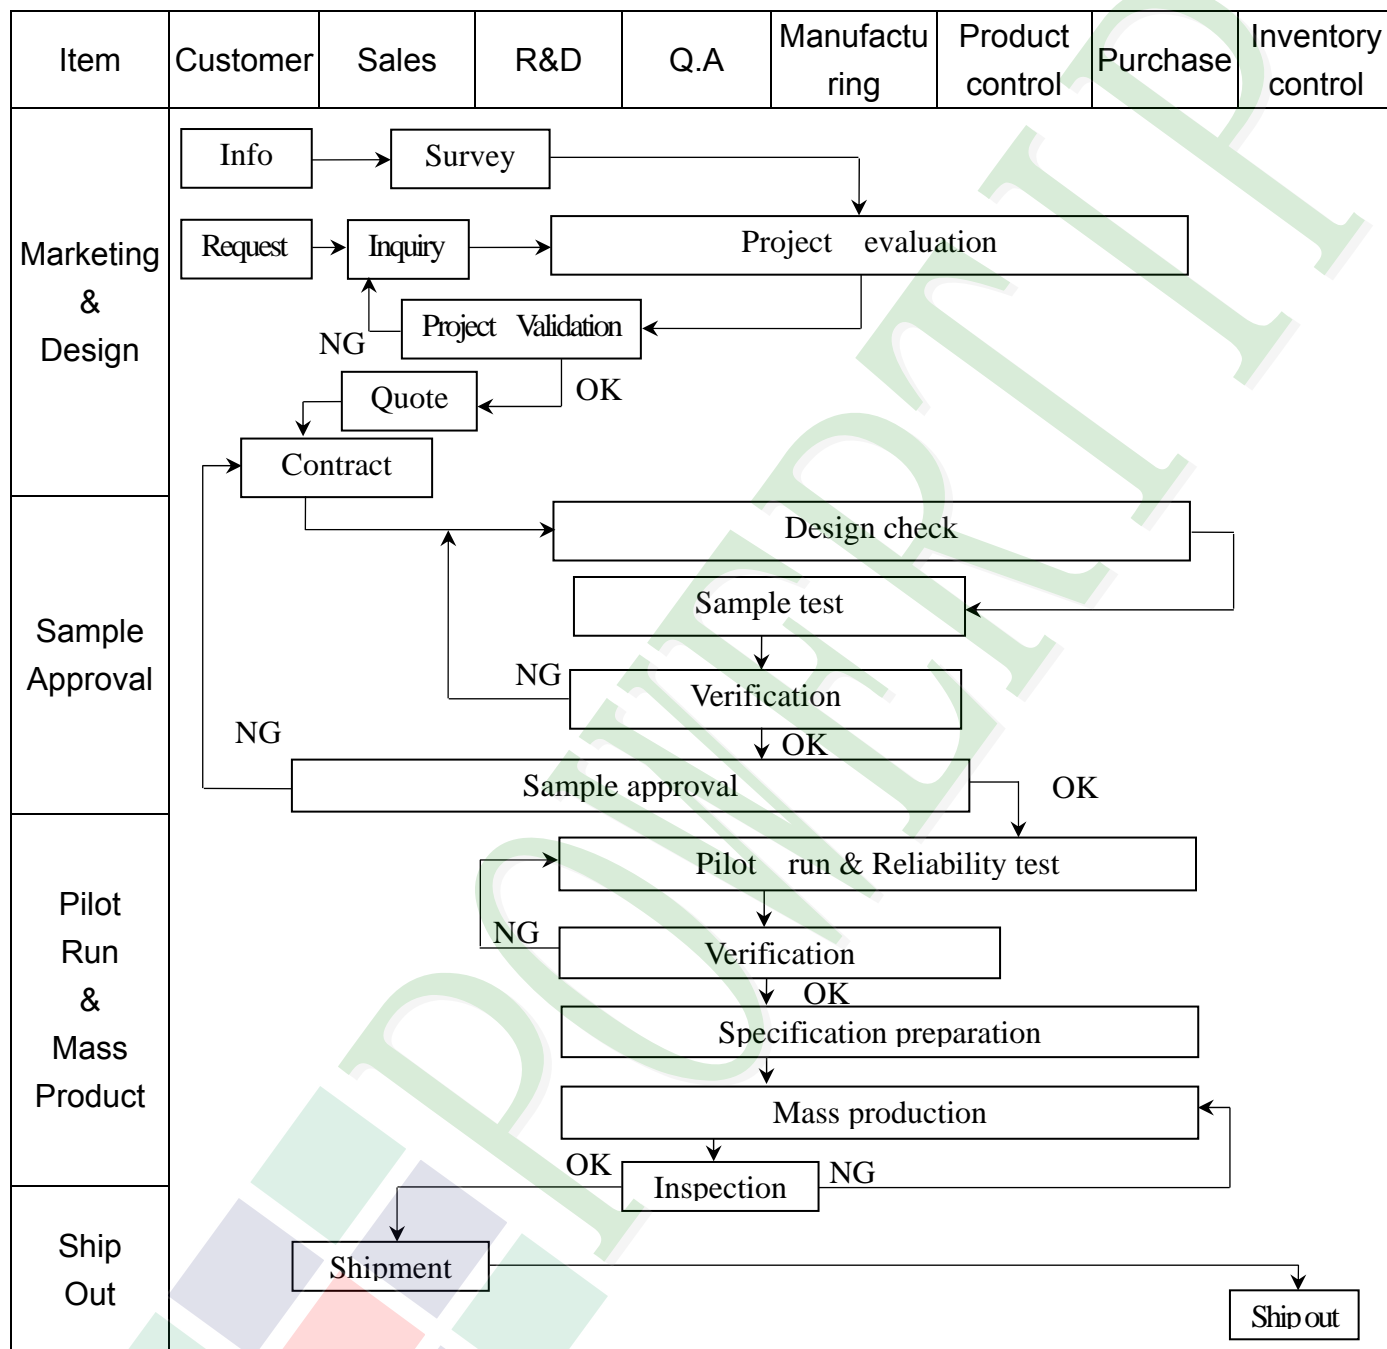 Item
Customer
Sales
R&D
Q.A
Manufactu
ring
Product
control
Purchase
Inventory
control
Marketing
&
Design
Info
Survey
Request
Inquiry
Project evaluation
Project Validation
NG
OK
Quote
Contract
Sample
Approval
Design check
Sample test
NG
Verification
NG
OK
Sample approval
OK
Pilot
Run
&
Mass
Product
Pilot run & Reliability test
NG
Verification
OK
Specification preparation
Mass production
OK
Inspection
NG
Ship
Out
Shipment
Ship out
POWERTIP